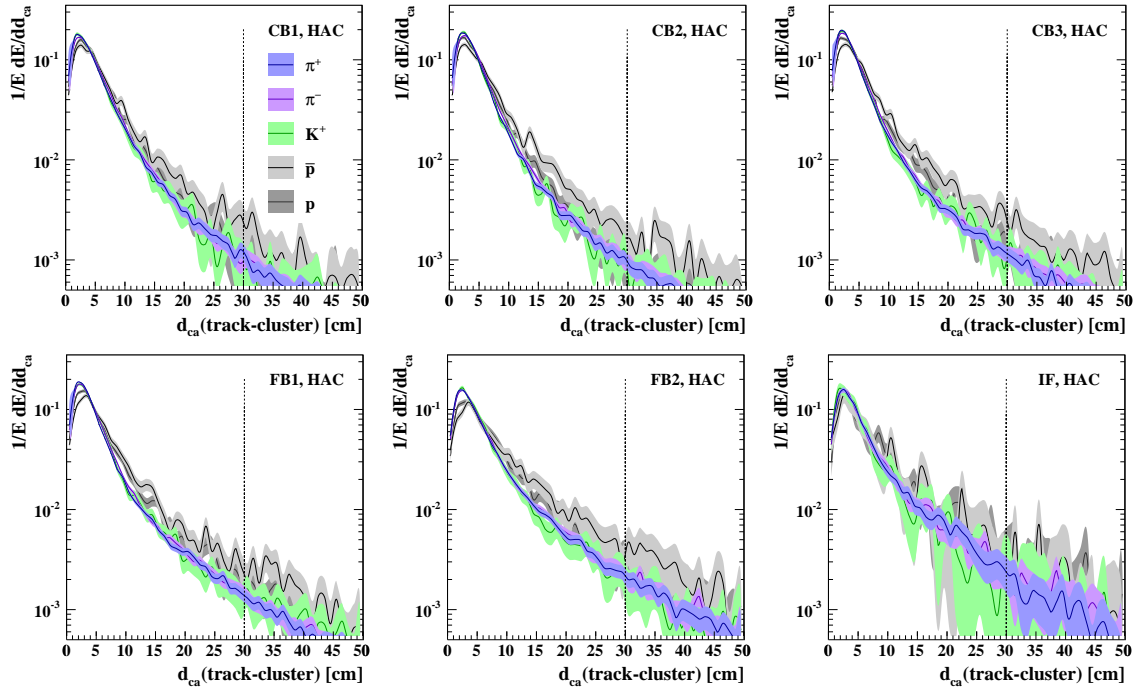 1/E dE/dd_ca
CB1, HAC
π+
π−
K+
p̄
p
10^-1
10^-2
10^-3
0 5 10 15 20 25 30 35 40 45 50
d_ca(track-cluster) [cm]
1/E dE/dd_ca
CB2, HAC
10^-1
10^-2
10^-3
0 5 10 15 20 25 30 35 40 45 50
d_ca(track-cluster) [cm]
1/E dE/dd_ca
CB3, HAC
10^-1
10^-2
10^-3
0 5 10 15 20 25 30 35 40 45 50
d_ca(track-cluster) [cm]
1/E dE/dd_ca
FB1, HAC
10^-1
10^-2
10^-3
0 5 10 15 20 25 30 35 40 45 50
d_ca(track-cluster) [cm]
1/E dE/dd_ca
FB2, HAC
10^-1
10^-2
10^-3
0 5 10 15 20 25 30 35 40 45 50
d_ca(track-cluster) [cm]
1/E dE/dd_ca
IF, HAC
10^-1
10^-2
10^-3
0 5 10 15 20 25 30 35 40 45 50
d_ca(track-cluster) [cm]